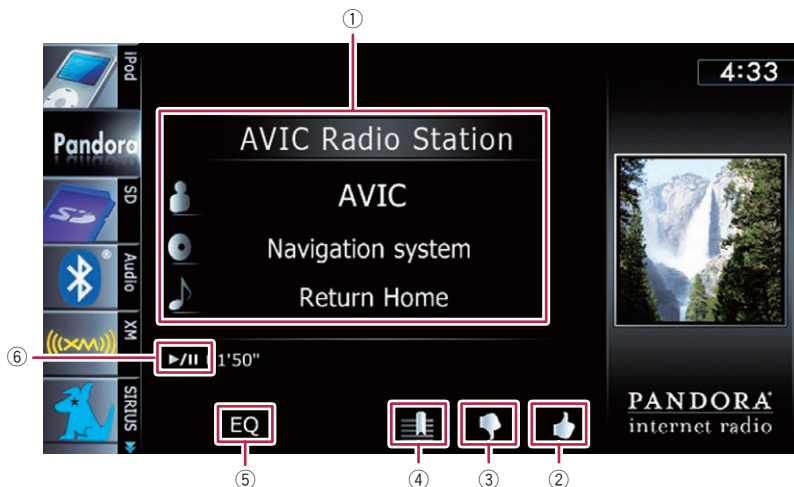 ①
iPod
4:33
Pandora
AVIC Radio Station
SD
AVIC
Navigation system
Audio
Return Home
((XM))
XM
⑥
►/II
1'50"
SIRIUS
PANDORA
internet radio
EQ
⑤
④
③
②